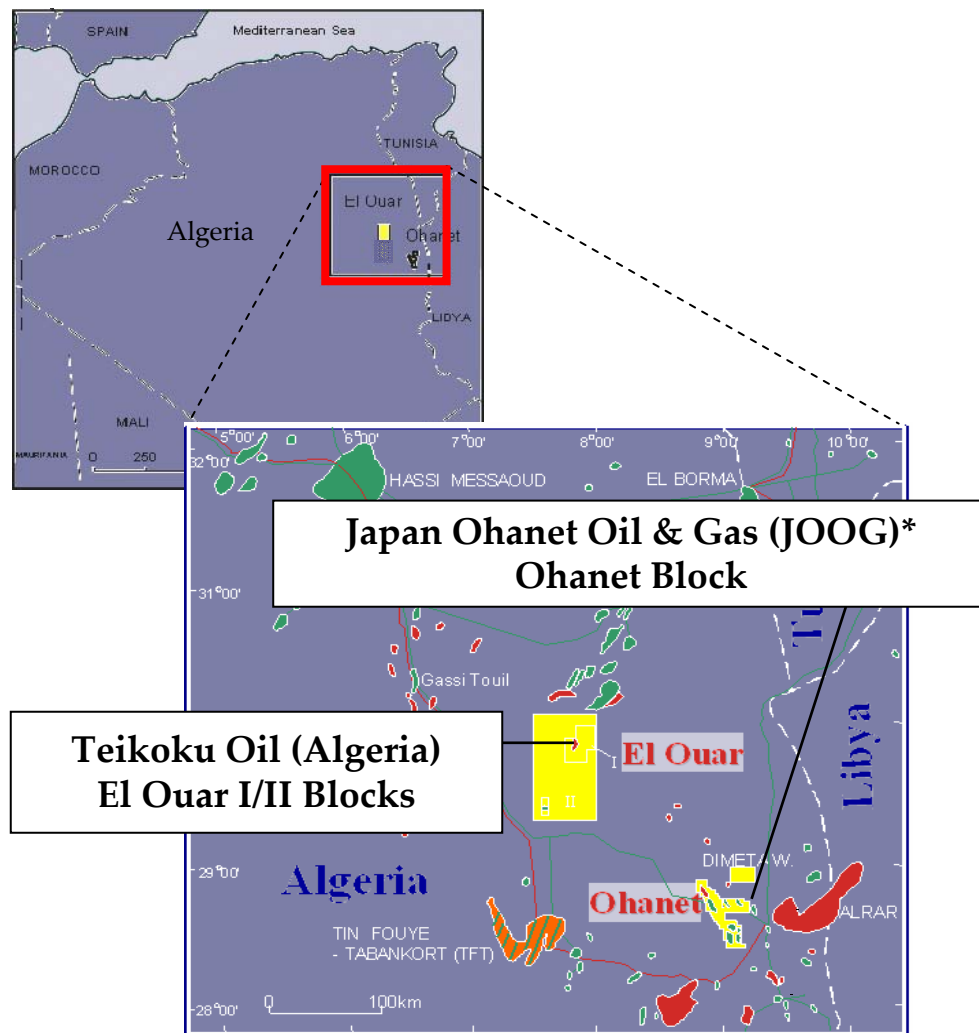 SPAIN
Mediterranean Sea
TUNISIA
MOROCCO
El Ouar
Algeria
Ohanet
LIBYA
MALI
MAURITANIA
0 250
5°00' 6°00' 7°00' 8°00' 9°00' 10°00'
32°00'
HASSI MESSAOUD
EL BORMA
Japan Ohanet Oil & Gas (JOOG)*
Ohanet Block
31°00'
Tu
Gassi Touil
Teikoku Oil (Algeria)
El Ouar I/II Blocks
I
El Ouar
II
Libya
29°00'
DIMETA W.
Algeria
Ohanet
ALRAR
TIN FOUYE
- TABANKORT (TFT)
0 100km
28°00'